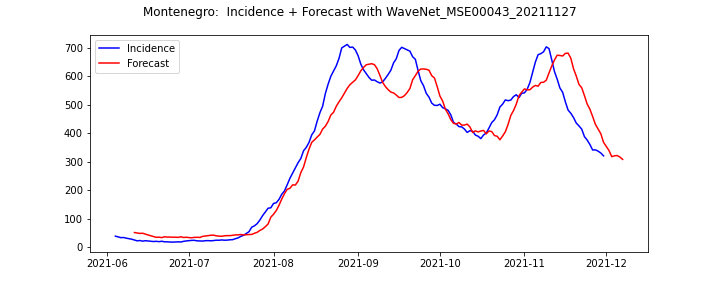 Montenegro:  Incidence + Forecast with WaveNet_MSE00043_20211127
Incidence
Forecast
700
600
500
400
300
200
100
0
2021-06 2021-07 2021-08 2021-09 2021-10 2021-11 2021-12